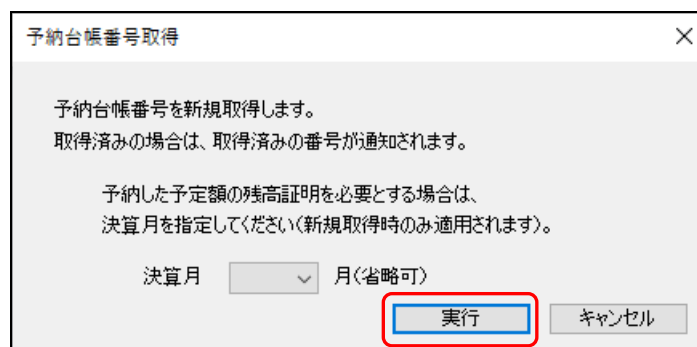 予納台帳番号取得
予納台帳番号を新規取得します。
取得済みの場合は、取得済みの番号が通知されます。
予納した予定額の残高証明を必要とする場合は、
決算月を指定してください(新規取得時のみ適用されます)。
決算月 月(省略可)
実行 キャンセル